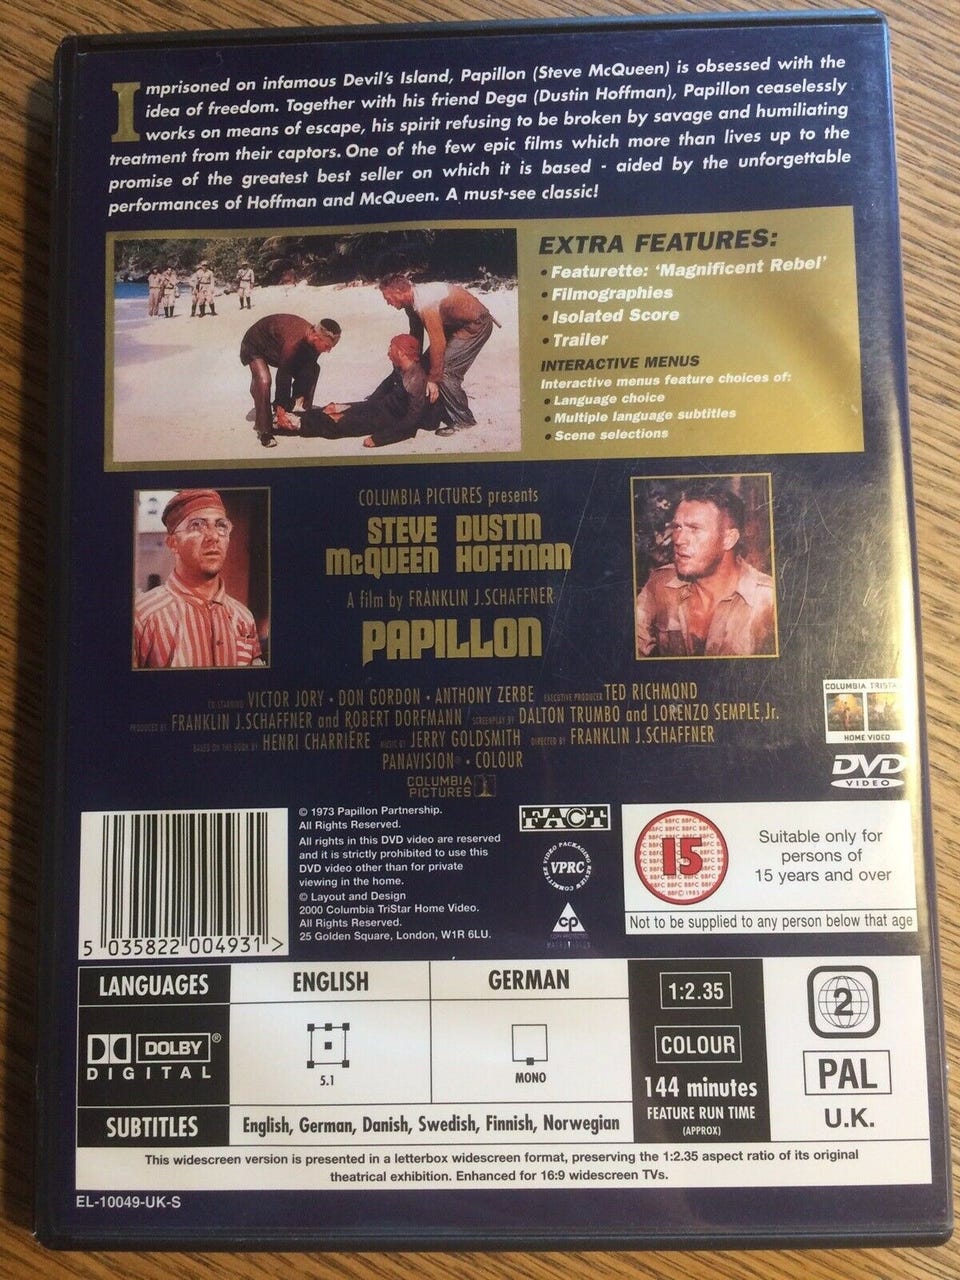 Imprisoned on infamous Devil's Island, Papillon (Steve McQueen) is obsessed with the
idea of freedom. Together with his friend Dega (Dustin Hoffman), Papillon ceaselessly
works on means of escape, his spirit refusing to be broken by savage and humiliating
treatment from their captors. One of the few epic films which more than lives up to the
promise of the greatest best seller on which it is based - aided by the unforgettable
performances of Hoffman and McQueen. A must-see classic!
EXTRA FEATURES:
• Featurette: 'Magnificent Rebel'
• Filmographies
• Isolated Score
• Trailer
INTERACTIVE MENUS
Interactive menus feature choices of:
• Language choice
• Multiple language subtitles
• Scene selections
COLUMBIA PICTURES presents
STEVE DUSTIN
McQUEEN HOFFMAN
A film by FRANKLIN J.SCHAFFNER
PAPILLON
CO-STARRING VICTOR JORY • DON GORDON • ANTHONY ZERBE EXECUTIVE PRODUCER TED RICHMOND
PRODUCED BY FRANKLIN J.SCHAFFNER and ROBERT DORFMANN SCREENPLAY BY DALTON TRUMBO and LORENZO SEMPLE,Jr.
BASED ON THE BOOK BY HENRI CHARRIÈRE MUSIC BY JERRY GOLDSMITH DIRECTED BY FRANKLIN J.SCHAFFNER
PANAVISION® • COLOUR
COLUMBIA
PICTURES
COLUMBIA TRISTAR
HOME VIDEO
DVD
VIDEO
5 035822 004931 >
© 1973 Papillon Partnership.
All Rights Reserved.
All rights in this DVD video are reserved
and it is strictly prohibited to use this
DVD video other than for private
viewing in the home.
© Layout and Design
2000 Columbia TriStar Home Video.
All Rights Reserved.
25 Golden Square, London, W1R 6LU.
FACT
VIDEO PACKAGING REVIEW COMMITTEE
VPRC
CP
COPY PROTECTED
MACROVISION
15
Suitable only for
persons of
15 years and over
Not to be supplied to any person below that age
LANGUAGES
ENGLISH
GERMAN
DOLBY®
DIGITAL
5.1
MONO
SUBTITLES
English, German, Danish, Swedish, Finnish, Norwegian
1:2.35
COLOUR
144 minutes
FEATURE RUN TIME
(APPROX)
2
PAL
U.K.
This widescreen version is presented in a letterbox widescreen format, preserving the 1:2.35 aspect ratio of its original
theatrical exhibition. Enhanced for 16:9 widescreen TVs.
EL-10049-UK-S